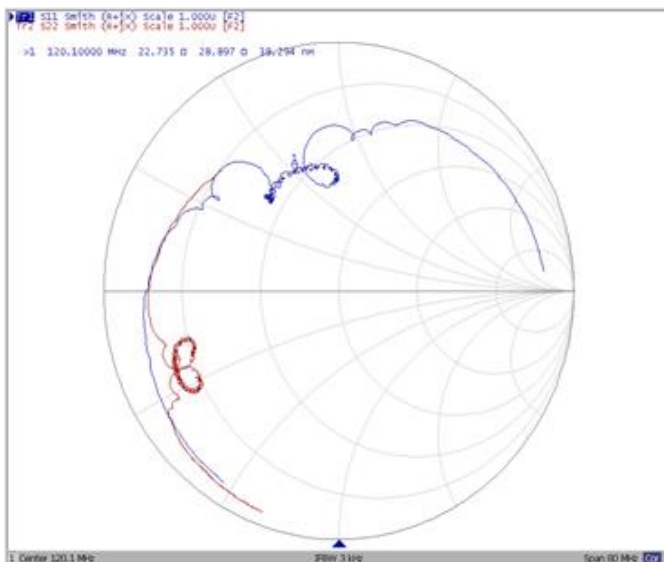 Tr1 S11 Smith (R+jX) Scale 1.000U [F2]
Tr2 S22 Smith (R+jX) Scale 1.000U [F2]
>1 120.10000 MHz 22.735 Ω 28.897 Ω
1 Center 120.1 MHz IFBW 3 kHz Span 80 MHz Cor